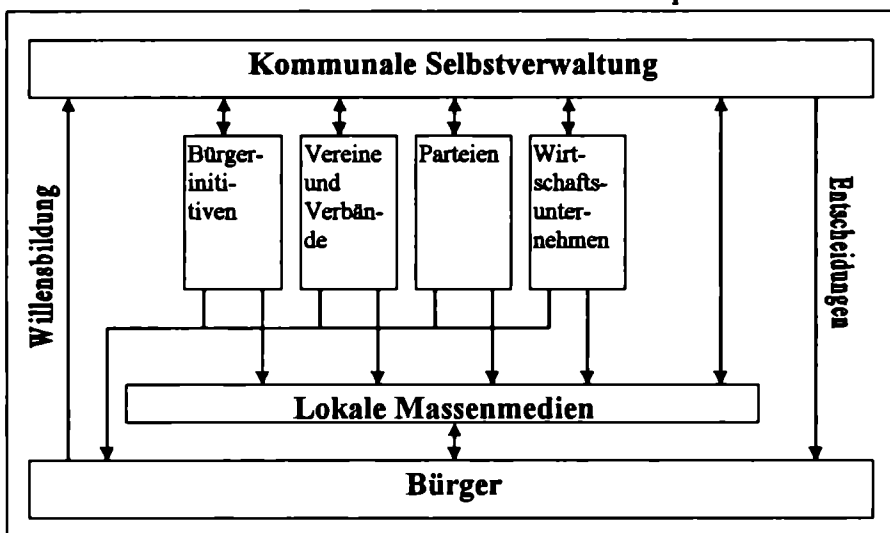 Kommunale Selbstverwaltung
Bürger-
initi-
tiven
Vereine
und
Verbän-
de
Parteien
Wirt-
schafts-
unter-
nehmen
Willensbildung
Entscheidungen
Lokale Massenmedien
Bürger